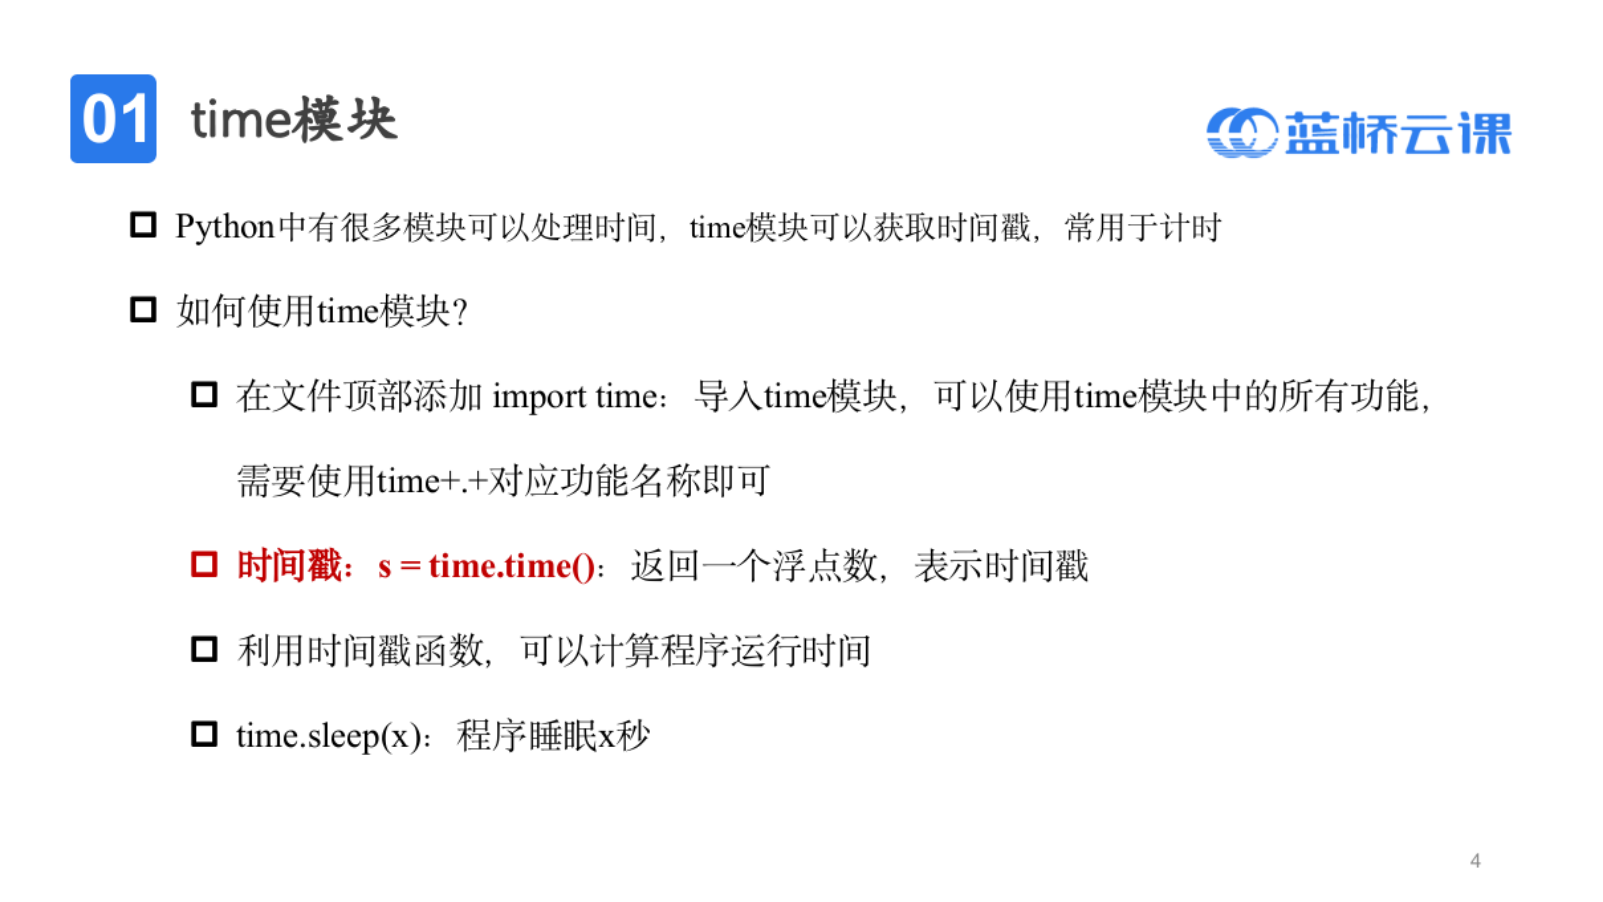 01 time模块
蓝桥云课
Python中有很多模块可以处理时间，time模块可以获取时间戳，常用于计时
如何使用time模块？
在文件顶部添加 import time：导入time模块，可以使用time模块中的所有功能，
需要使用time+.+对应功能名称即可
时间戳：s = time.time()：返回一个浮点数，表示时间戳
利用时间戳函数，可以计算程序运行时间
time.sleep(x)：程序睡眠x秒
4